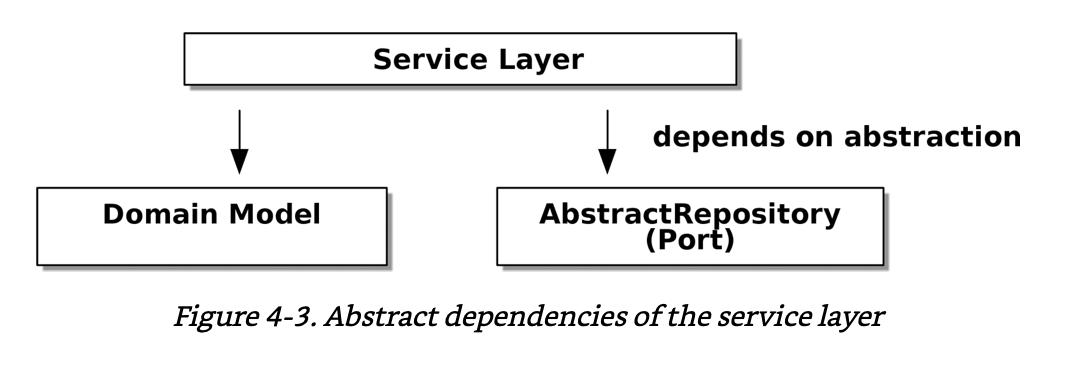 Service Layer
depends on abstraction
Domain Model
AbstractRepository
(Port)
Figure 4-3. Abstract dependencies of the service layer